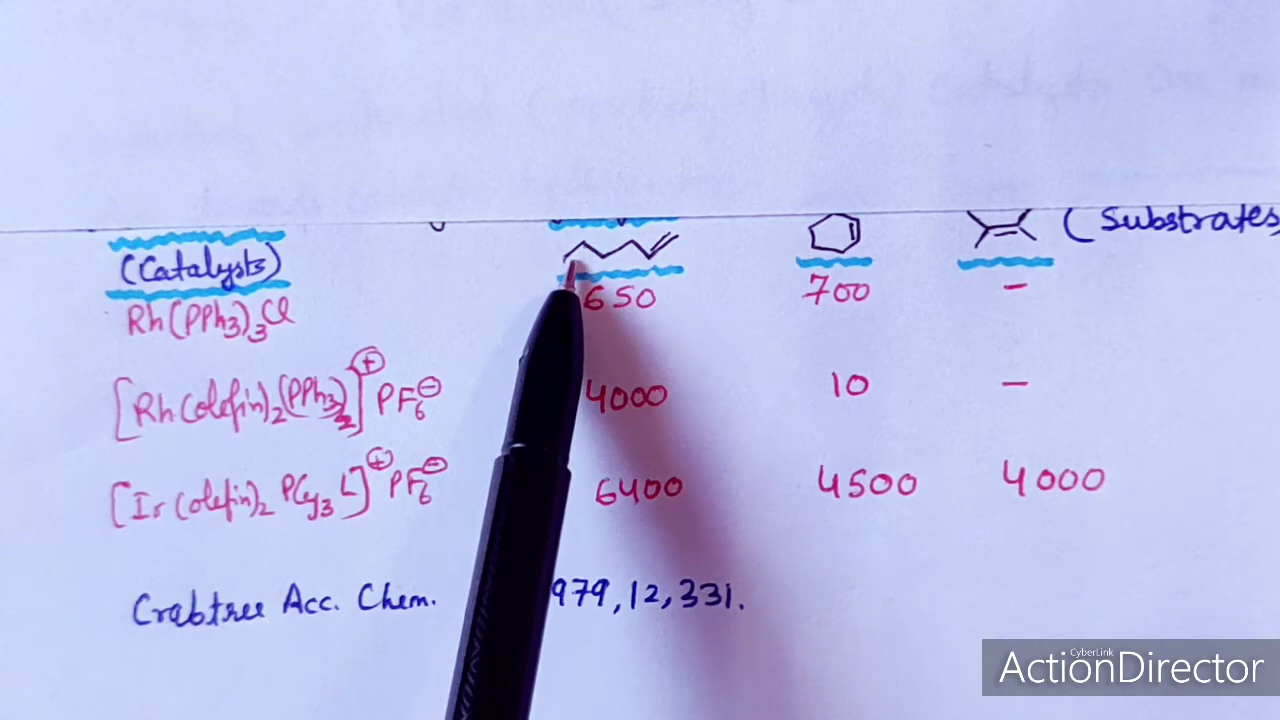 (Substrates)
(Catalysts)
Rh(PPh3)3Cl 650 700 -
[Rh(olefin)2(PPh3)2]⊕ PF6⊖ 4000 10 -
[Ir(olefin)2 PCy3 L]⊕ PF6⊖ 6400 4500 4000
Crabtree Acc. Chem. 979, 12, 331.
CyberLink
ActionDirector